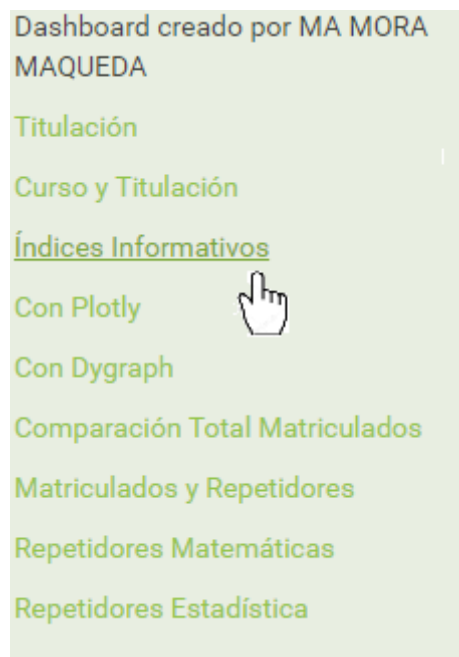 Dashboard creado por MA MORA
MAQUEDA
Titulación
Curso y Titulación
Índices Informativos
Con Plotly
Con Dygraph
Comparación Total Matriculados
Matriculados y Repetidores
Repetidores Matemáticas
Repetidores Estadística